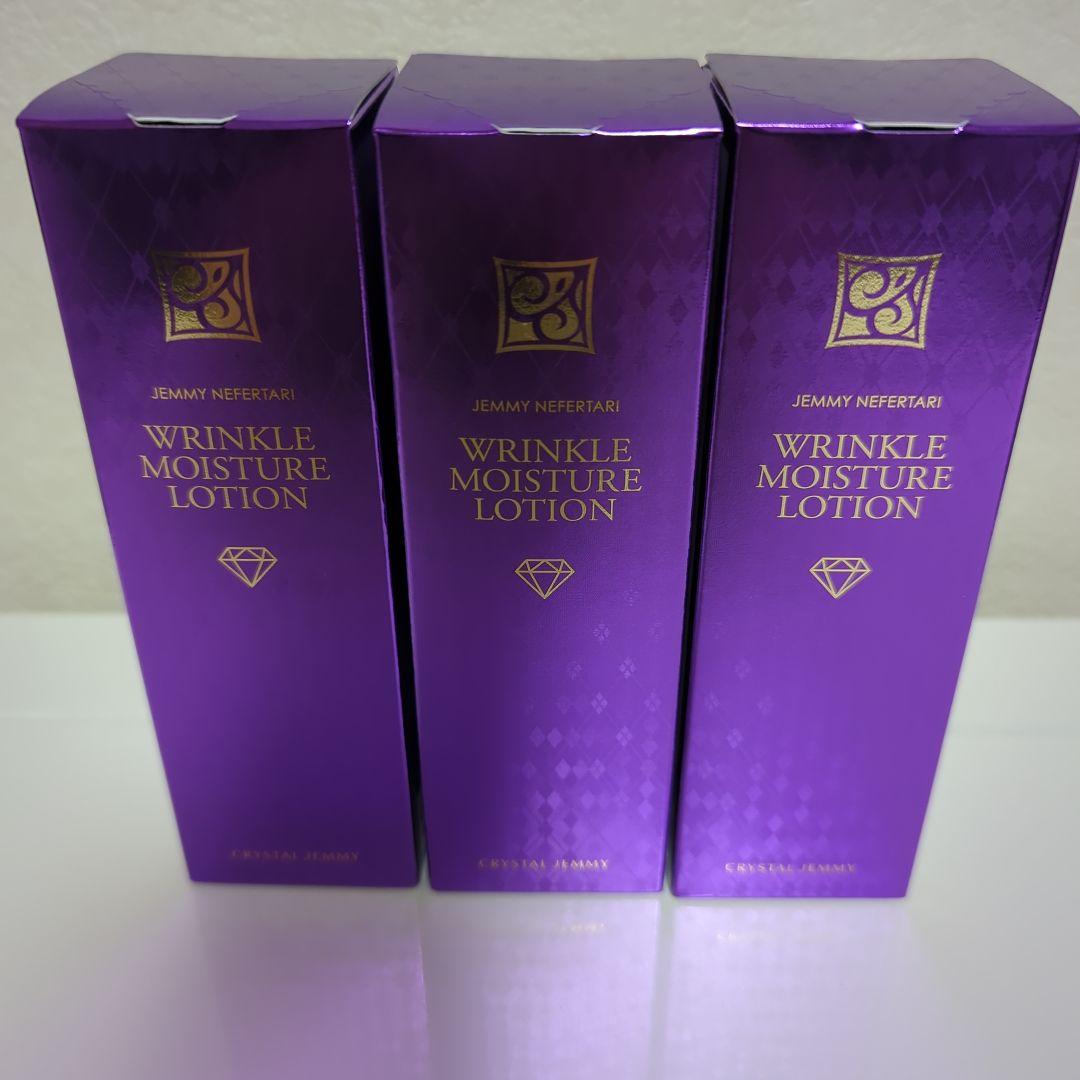 JEMMY NEFERTARI
WRINKLE
MOISTURE
LOTION
CRYSTAL JEMMY
JEMMY NEFERTARI
WRINKLE
MOISTURE
LOTION
CRYSTAL JEMMY
JEMMY NEFERTARI
WRINKLE
MOISTURE
LOTION
CRYSTAL JEMMY